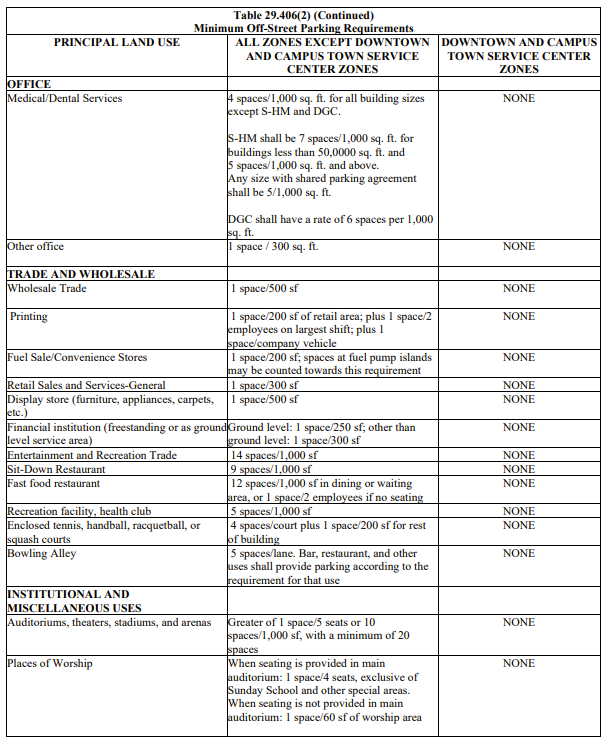 Table 29.406(2) (Continued)
Minimum Off-Street Parking Requirements
PRINCIPAL LAND USE
ALL ZONES EXCEPT DOWNTOWN
AND CAMPUS TOWN SERVICE
CENTER ZONES
DOWNTOWN AND CAMPUS
TOWN SERVICE CENTER
ZONES
OFFICE
Medical/Dental Services
4 spaces/1,000 sq. ft. for all building sizes
except S-HM and DGC.
S-HM shall be 7 spaces/1,000 sq. ft. for
buildings less than 50,0000 sq. ft. and
5 spaces/1,000 sq. ft. and above.
Any size with shared parking agreement
shall be 5/1,000 sq. ft.
DGC shall have a rate of 6 spaces per 1,000
sq. ft.
NONE
Other office
1 space / 300 sq. ft.
NONE
TRADE AND WHOLESALE
Wholesale Trade
1 space/500 sf
NONE
Printing
1 space/200 sf of retail area; plus 1 space/2
employees on largest shift; plus 1
space/company vehicle
NONE
Fuel Sale/Convenience Stores
1 space/200 sf; spaces at fuel pump islands
may be counted towards this requirement
NONE
Retail Sales and Services-General
1 space/300 sf
NONE
Display store (furniture, appliances, carpets,
etc.)
1 space/500 sf
NONE
Financial institution (freestanding or as ground
level service area)
Ground level: 1 space/250 sf; other than
ground level: 1 space/300 sf
NONE
Entertainment and Recreation Trade
14 spaces/1,000 sf
NONE
Sit-Down Restaurant
9 spaces/1,000 sf
NONE
Fast food restaurant
12 spaces/1,000 sf in dining or waiting
area, or 1 space/2 employees if no seating
NONE
Recreation facility, health club
5 spaces/1,000 sf
NONE
Enclosed tennis, handball, racquetball, or
squash courts
4 spaces/court plus 1 space/200 sf for rest
of building
NONE
Bowling Alley
5 spaces/lane. Bar, restaurant, and other
uses shall provide parking according to the
requirement for that use
NONE
INSTITUTIONAL AND
MISCELLANEOUS USES
Auditoriums, theaters, stadiums, and arenas
Greater of 1 space/5 seats or 10
spaces/1,000 sf, with a minimum of 20
spaces
NONE
Places of Worship
When seating is provided in main
auditorium: 1 space/4 seats, exclusive of
Sunday School and other special areas.
When seating is not provided in main
auditorium: 1 space/60 sf of worship area
NONE